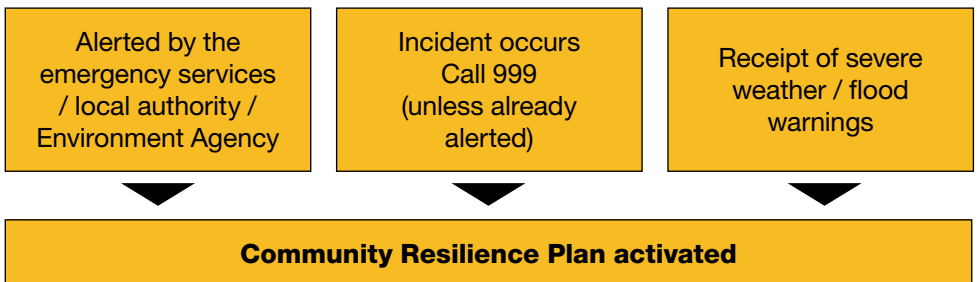 Alerted by the
emergency services
/ local authority /
Environment Agency
Incident occurs
Call 999
(unless already
alerted)
Receipt of severe
weather / flood
warnings
Community Resilience Plan activated